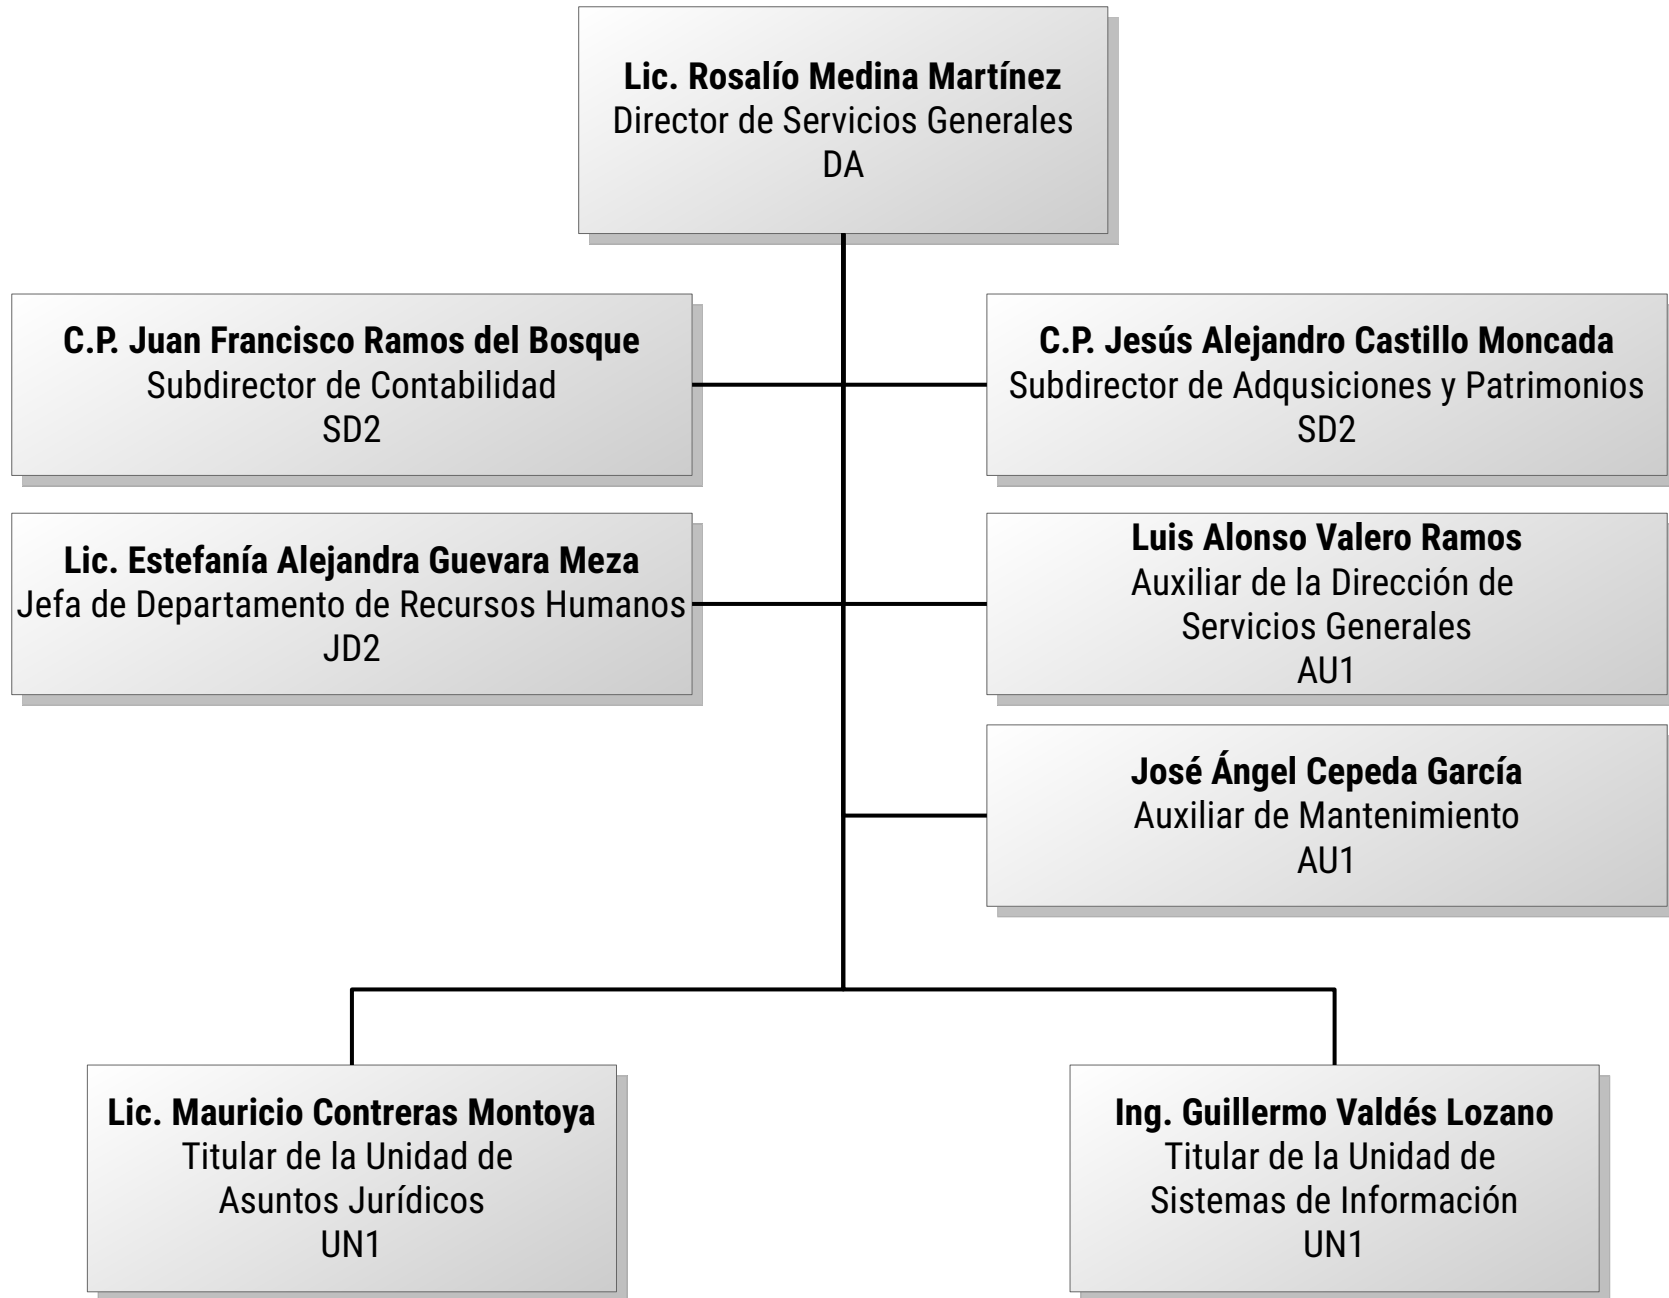 Lic. Rosalío Medina Martínez
Director de Servicios Generales
DA
C.P. Juan Francisco Ramos del Bosque
Subdirector de Contabilidad
SD2
C.P. Jesús Alejandro Castillo Moncada
Subdirector de Adqusiciones y Patrimonios
SD2
Lic. Estefanía Alejandra Guevara Meza
Jefa de Departamento de Recursos Humanos
JD2
Luis Alonso Valero Ramos
Auxiliar de la Dirección de
Servicios Generales
AU1
José Ángel Cepeda García
Auxiliar de Mantenimiento
AU1
Lic. Mauricio Contreras Montoya
Titular de la Unidad de
Asuntos Jurídicos
UN1
Ing. Guillermo Valdés Lozano
Titular de la Unidad de
Sistemas de Información
UN1